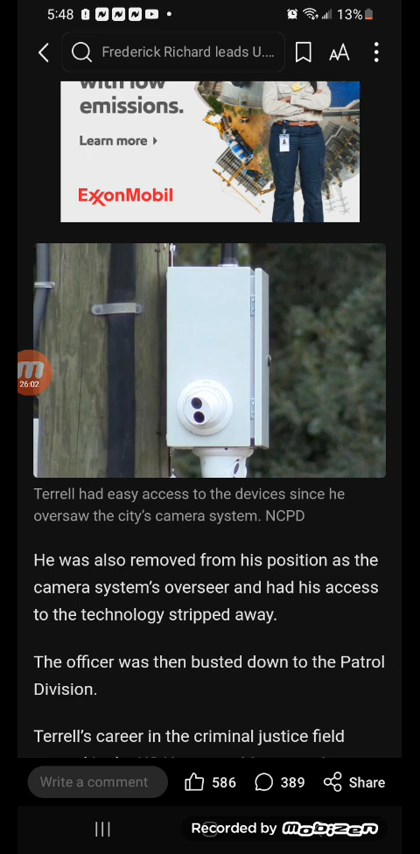 5:48
13%
Frederick Richard leads U....
AA
emissions.
Learn more
ExxonMobil
26:02
Terrell had easy access to the devices since he
oversaw the city's camera system. NCPD
He was also removed from his position as the
camera system's overseer and had his access
to the technology stripped away.
The officer was then busted down to the Patrol
Division.
Terrell's career in the criminal justice field
Write a comment
586
389
Share
Recorded by mobizen